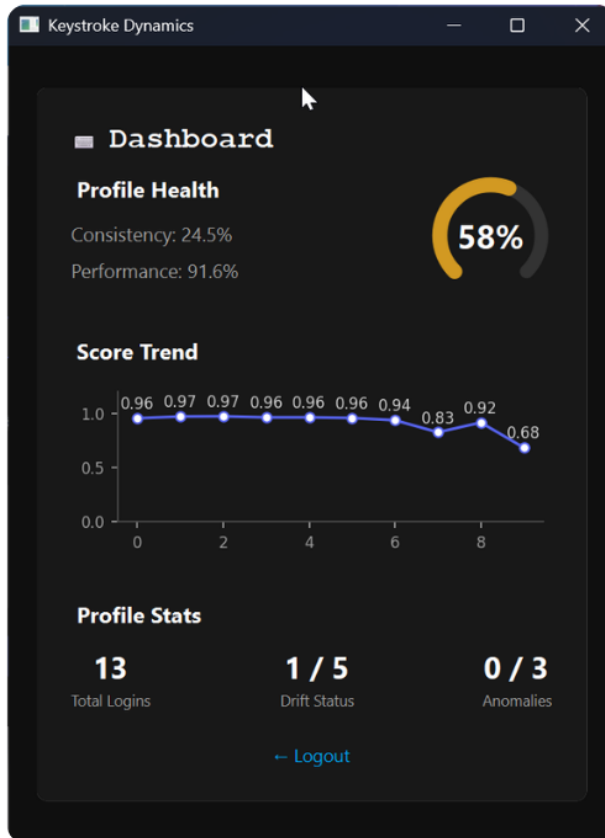 Keystroke Dynamics
Dashboard
Profile Health
Consistency: 24.5%
Performance: 91.6%
58%
Score Trend
0.96 0.97 0.97 0.96 0.96 0.96 0.94 0.83 0.92 0.68
1.0
0.5
0.0
0 2 4 6 8
Profile Stats
13 1 / 5 0 / 3
Total Logins Drift Status Anomalies
← Logout